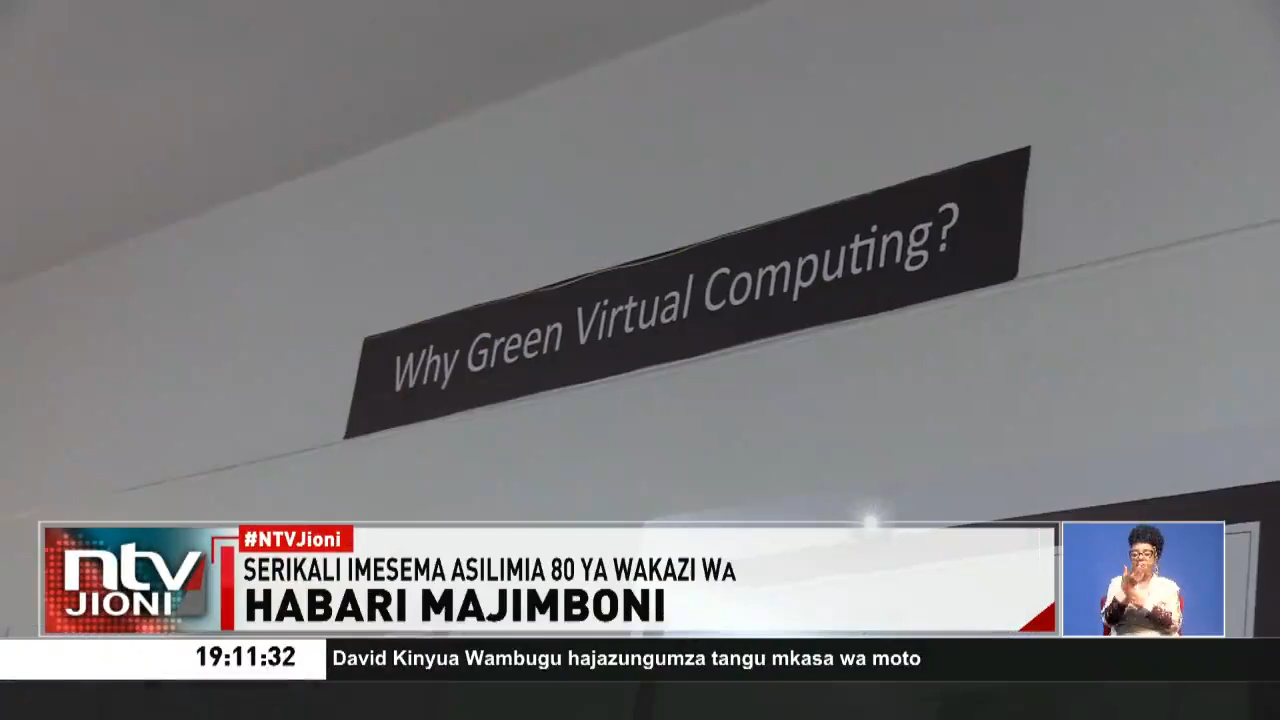 Why Green Virtual Computing?
ntv
JIONI
#NTVJioni
SERIKALI IMESEMA ASILIMIA 80 YA WAKAZI WA
HABARI MAJIMBONI
19:11:32
David Kinyua Wambugu hajazungumza tangu mkasa wa moto